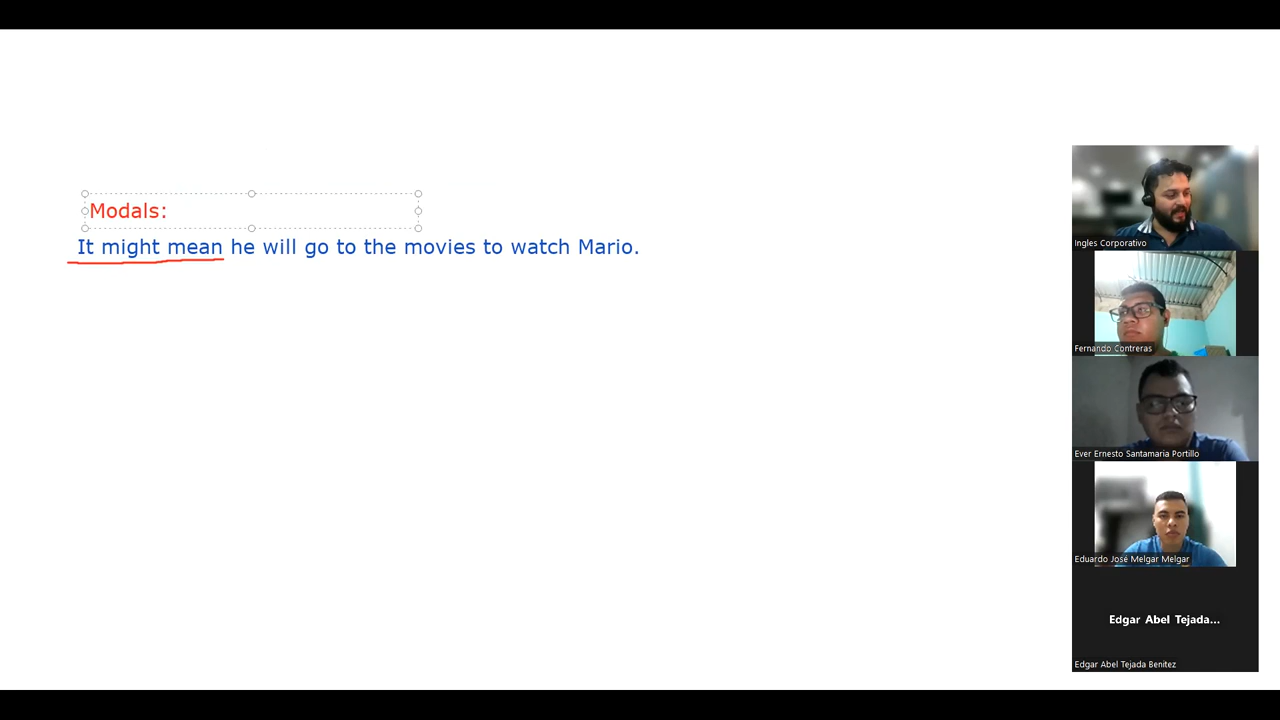 Modals:
It might mean he will go to the movies to watch Mario.
Ingles Corporativo
Fernando Contreras
Ever Ernesto Santamaria Portillo
Eduardo José Melgar Melgar
Edgar Abel Tejada...
Edgar Abel Tejada Benitez